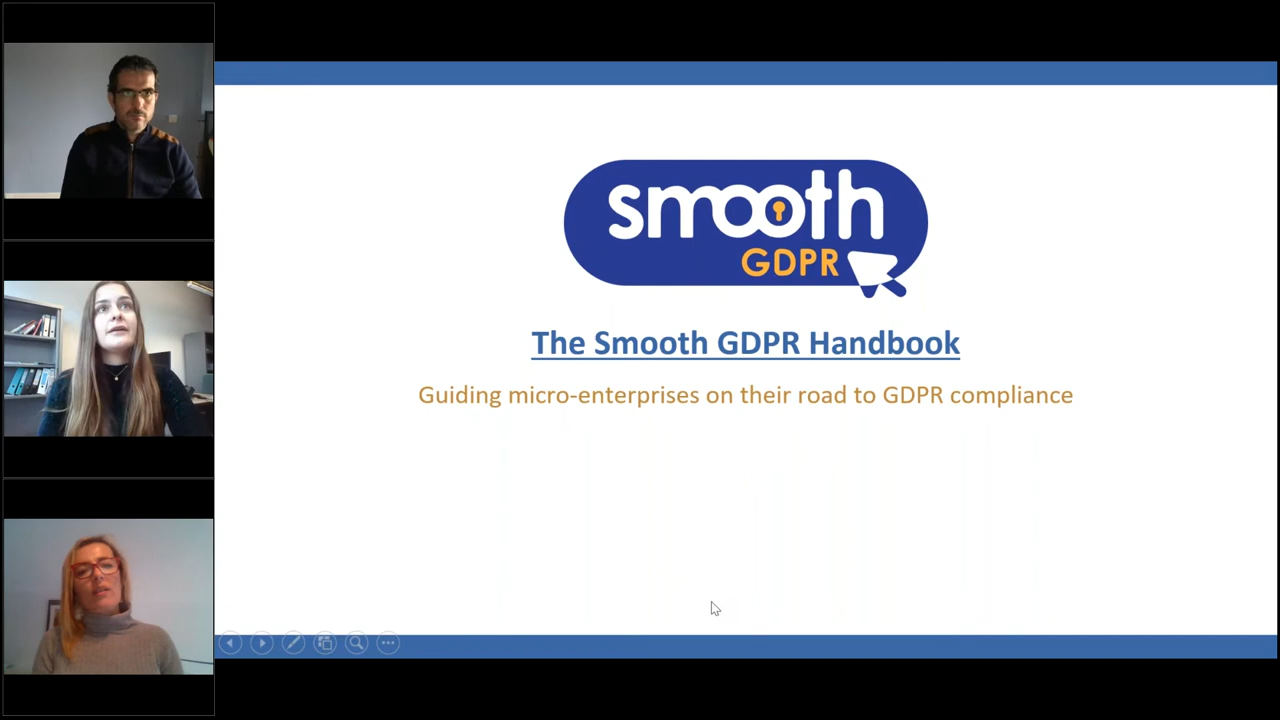 smooth
GDPR
The Smooth GDPR Handbook
Guiding micro-enterprises on their road to GDPR compliance